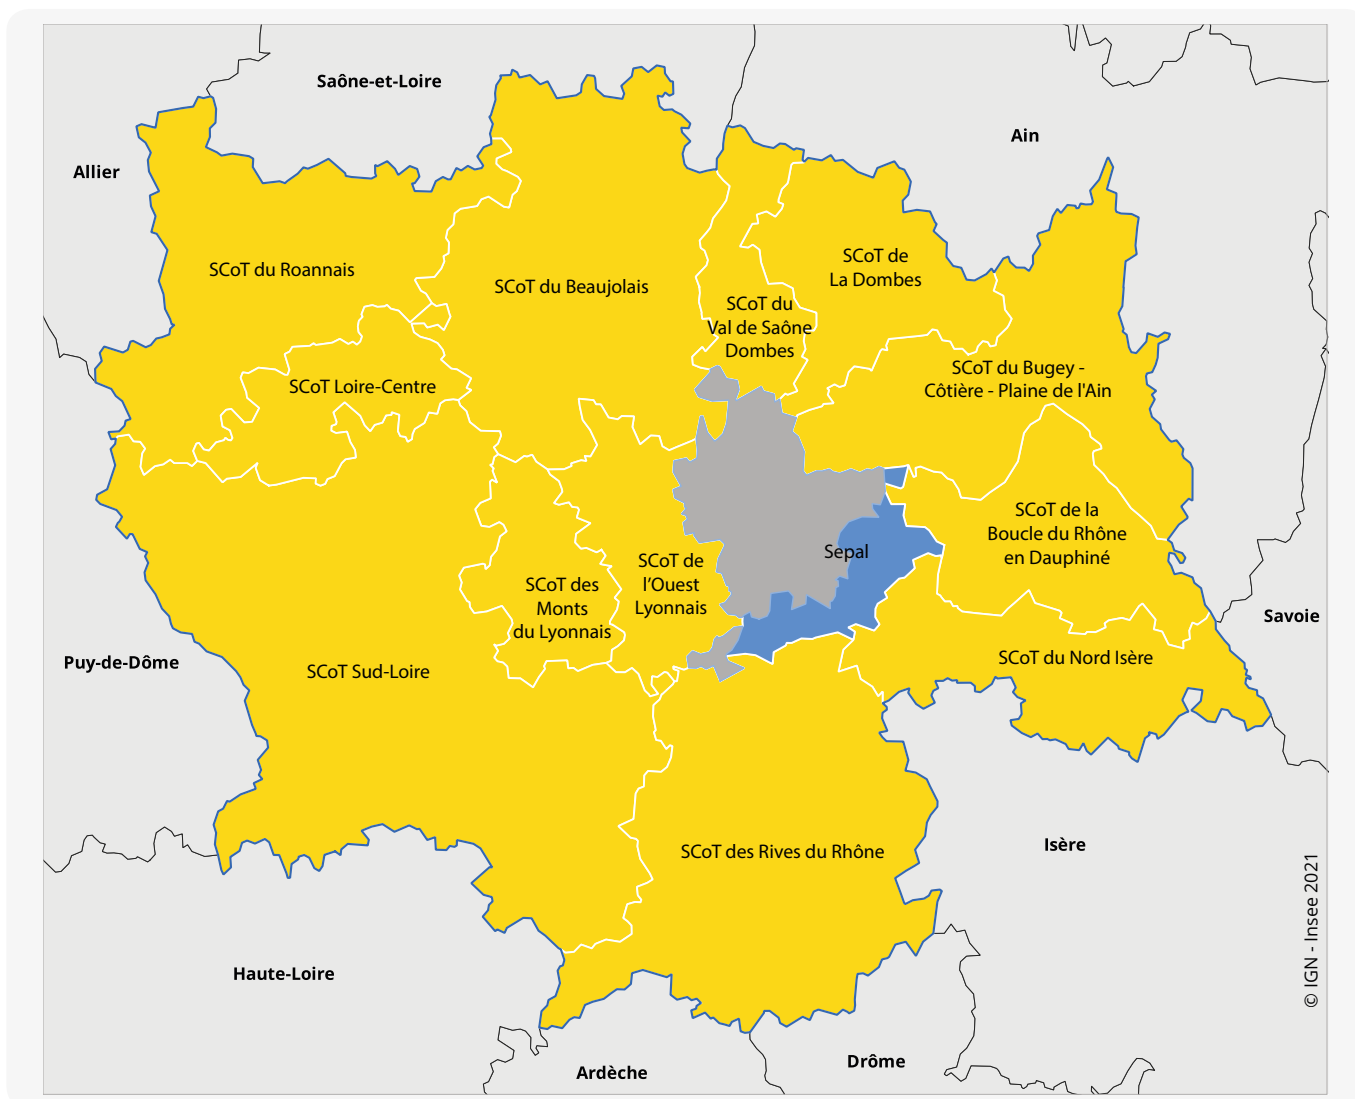 Saône-et-Loire
Ain
Allier
SCoT du Roannais
SCoT du Beaujolais
SCoT de
La Dombes
SCoT du
Val de Saône
Dombes
SCoT Loire-Centre
SCoT du Bugey -
Côtière - Plaine de l'Ain
SCoT de la
Boucle du Rhône
en Dauphiné
Sepal
SCoT de
l’Ouest
Lyonnais
SCoT des
Monts
du Lyonnais
Savoie
Puy-de-Dôme
SCoT Sud-Loire
SCoT du Nord Isère
SCoT des Rives du Rhône
Isère
© IGN - Insee 2021
Haute-Loire
Ardèche
Drôme